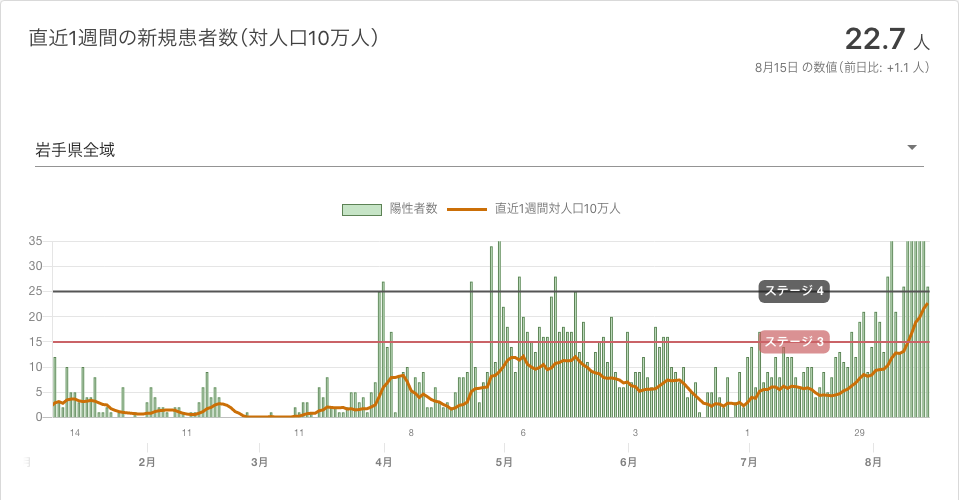 直近1週間の新規患者数(対人口10万人)
22.7 人
8月15日 の数値(前日比: +1.1 人)
岩手県全域
陽性者数 直近1週間対人口10万人
35
30
25
20
15
10
5
0
ステージ 4
ステージ 3
14 11 11 8 6 3 1 29
2月 3月 4月 5月 6月 7月 8月